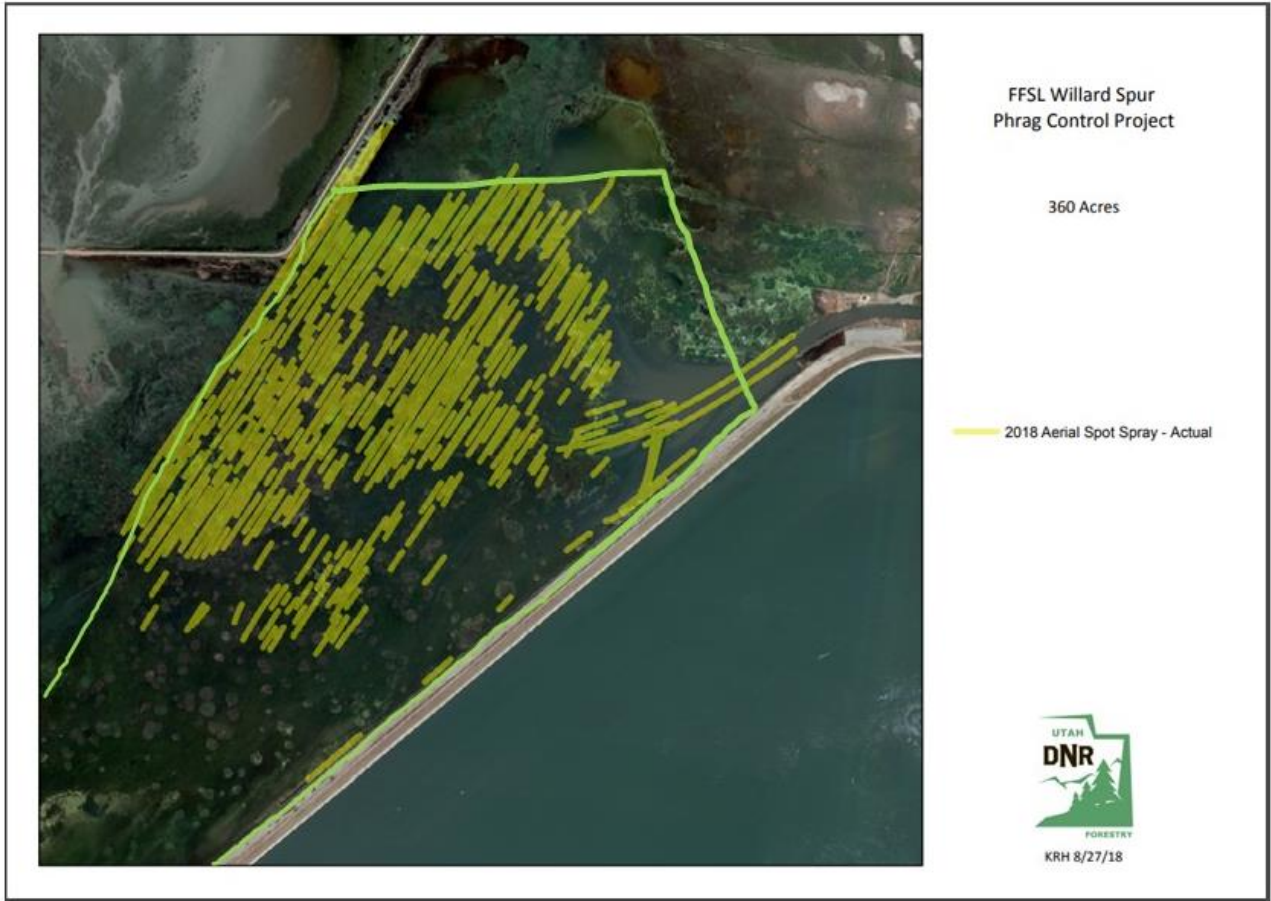 FFSL Willard Spur
Phrag Control Project
360 Acres
2018 Aerial Spot Spray - Actual
UTAH
DNR
FORESTRY
KRH 8/27/18